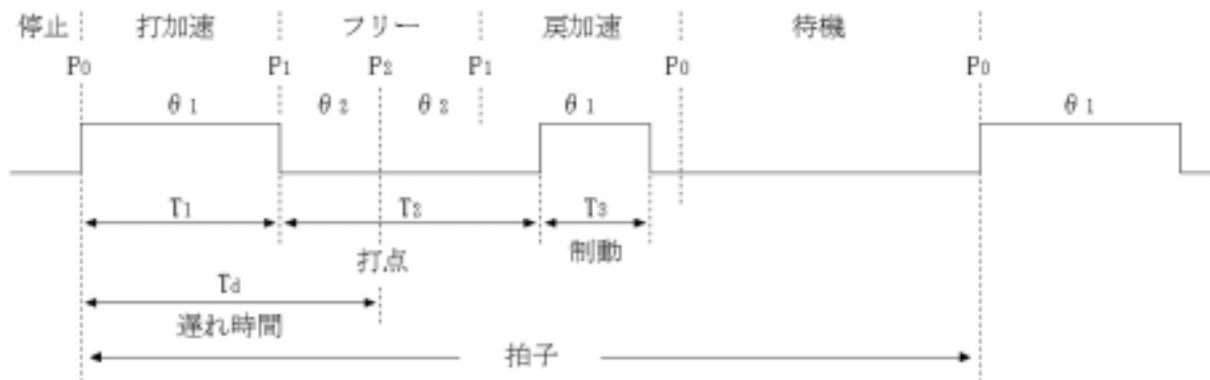 停止 打加速 フリー 戻加速 待機
P0 P1 P2 P1 P0 P0
θ1 θ2 θ2 θ1 θ1
T1 T2 T3
打点 制動
Td
遅れ時間
拍子